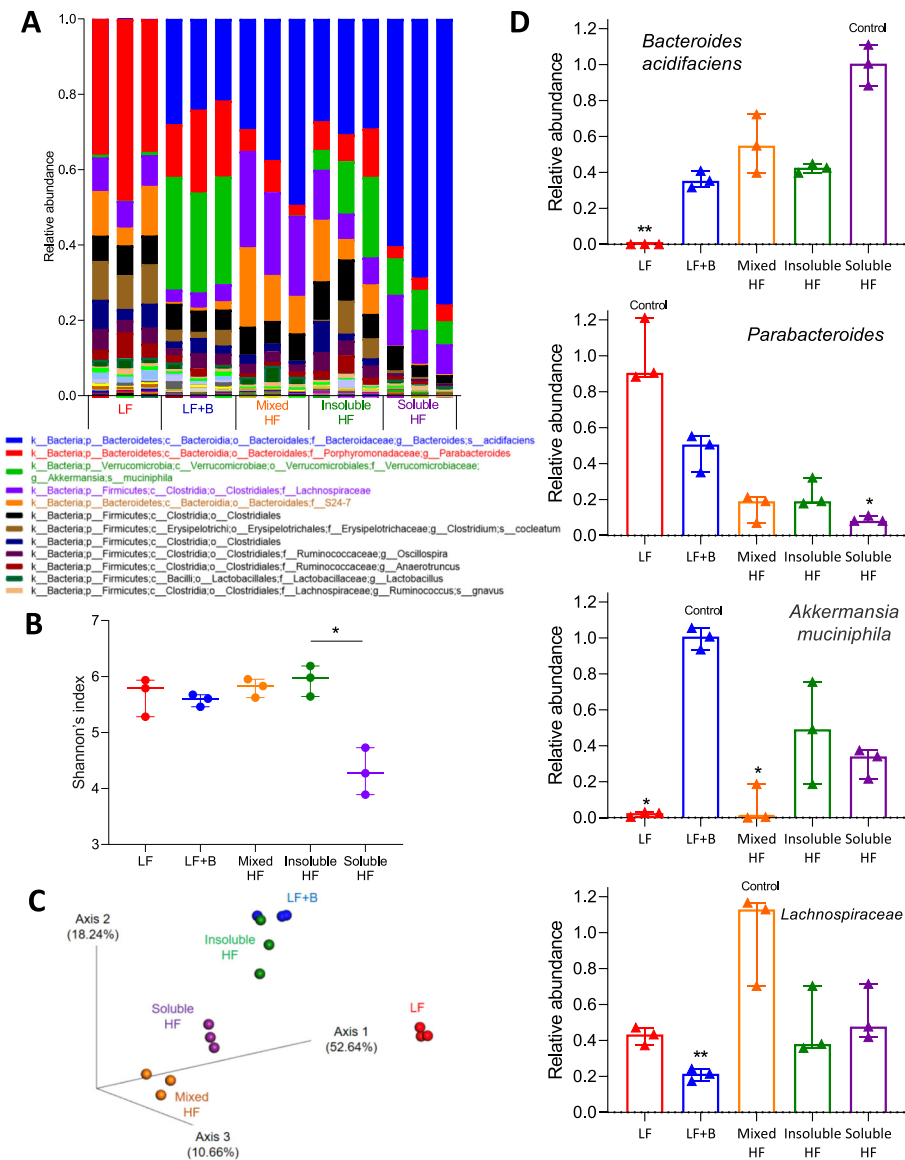 A
Relative abundance
1.0
0.8
0.6
0.4
0.2
0.0
LF
LF+B
Mixed
HF
Insoluble
HF
Soluble
HF
k__Bacteria;p__Bacteroidetes;c__Bacteroidia;o__Bacteroidales;f__Bacteroidaceae;g__Bacteroides;s__acidifaciens
k__Bacteria;p__Bacteroidetes;c__Bacteroidia;o__Bacteroidales;f__Porphyromonadaceae;g__Parabacteroides
k__Bacteria;p__Verrucomicrobia;c__Verrucomicrobiae;o__Verrucomicrobiales;f__Verrucomicrobiaceae;
g__Akkermansia;s__muciniphila
k__Bacteria;p__Firmicutes;c__Clostridia;o__Clostridiales;f__Lachnospiraceae
k__Bacteria;p__Bacteroidetes;c__Bacteroidia;o__Bacteroidales;f__S24-7
k__Bacteria;p__Firmicutes;c__Clostridia;o__Clostridiales
k__Bacteria;p__Firmicutes;c__Erysipelotrichi;o__Erysipelotrichales;f__Erysipelotrichaceae;g__Clostridium;s__cocleatum
k__Bacteria;p__Firmicutes;c__Clostridia;o__Clostridiales
k__Bacteria;p__Firmicutes;c__Clostridia;o__Clostridiales;f__Ruminococcaceae;g__Oscillospira
k__Bacteria;p__Firmicutes;c__Clostridia;o__Clostridiales;f__Ruminococcaceae;g__Anaerotruncus
k__Bacteria;p__Firmicutes;c__Bacilli;o__Lactobacillales;f__Lactobacillaceae;g__Lactobacillus
k__Bacteria;p__Firmicutes;c__Clostridia;o__Clostridiales;f__Lachnospiraceae;g__Ruminococcus;s__gnavus
B
Shannon's index
7
6
5
4
3
*
LF
LF+B
Mixed
HF
Insoluble
HF
Soluble
HF
C
Axis 2
(18.24%)
LF+B
Insoluble
HF
Soluble
HF
LF
Axis 1
(52.64%)
Mixed
HF
Axis 3
(10.66%)
D
Relative abundance
1.2
1.0
0.8
0.6
0.4
0.2
0.0
Bacteroides
acidifaciens
Control
**
LF
LF+B
Mixed
HF
Insoluble
HF
Soluble
HF
Relative abundance
1.2
1.0
0.8
0.6
0.4
0.2
0.0
Control
Parabacteroides
*
LF
LF+B
Mixed
HF
Insoluble
HF
Soluble
HF
Relative abundance
1.2
1.0
0.8
0.6
0.4
0.2
0.0
Control
Akkermansia
muciniphila
*
*
LF
LF+B
Mixed
HF
Insoluble
HF
Soluble
HF
Relative abundance
1.2
1.0
0.8
0.6
0.4
0.2
0.0
Control
Lachnospiraceae
**
LF
LF+B
Mixed
HF
Insoluble
HF
Soluble
HF